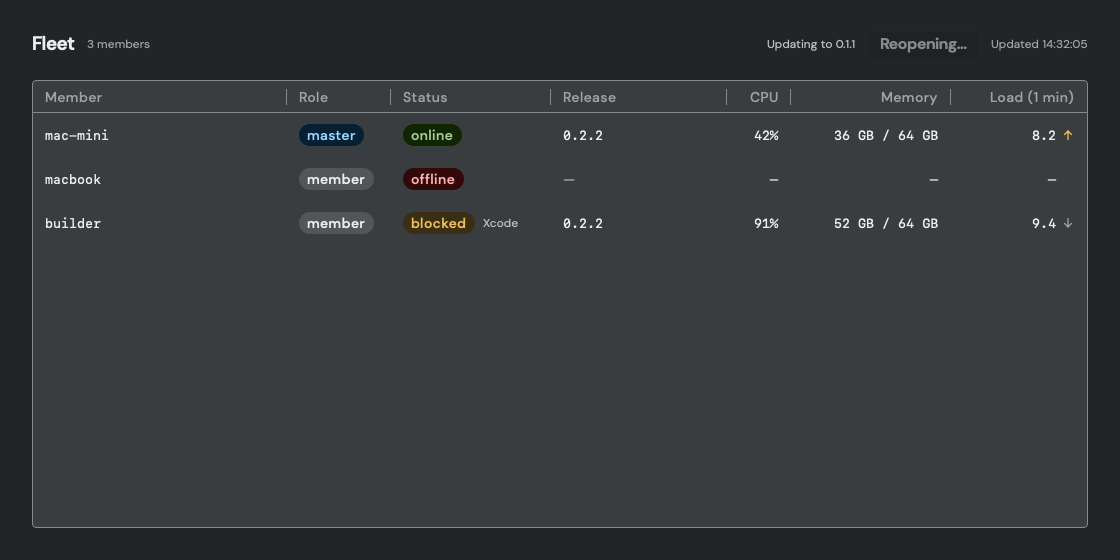 Fleet 3 members Updating to 0.1.1 Reopening... Updated 14:32:05
Member Role Status Release CPU Memory Load (1 min)
mac-mini master online 0.2.2 42% 36 GB / 64 GB 8.2 ↑
macbook member offline — — — —
builder member blocked Xcode 0.2.2 91% 52 GB / 64 GB 9.4 ↓